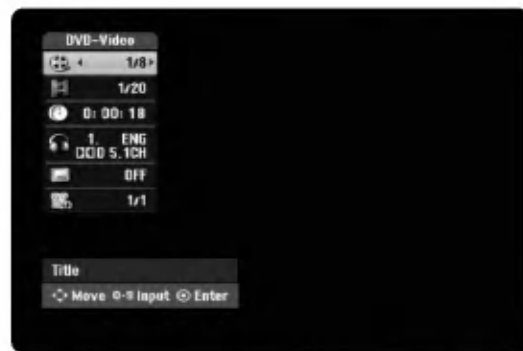 DVD-Video
1/8
1/20
0:00:18
1. ENG
DD D 5.1CH
OFF
1/1
Title
Move 0-9 Input Enter